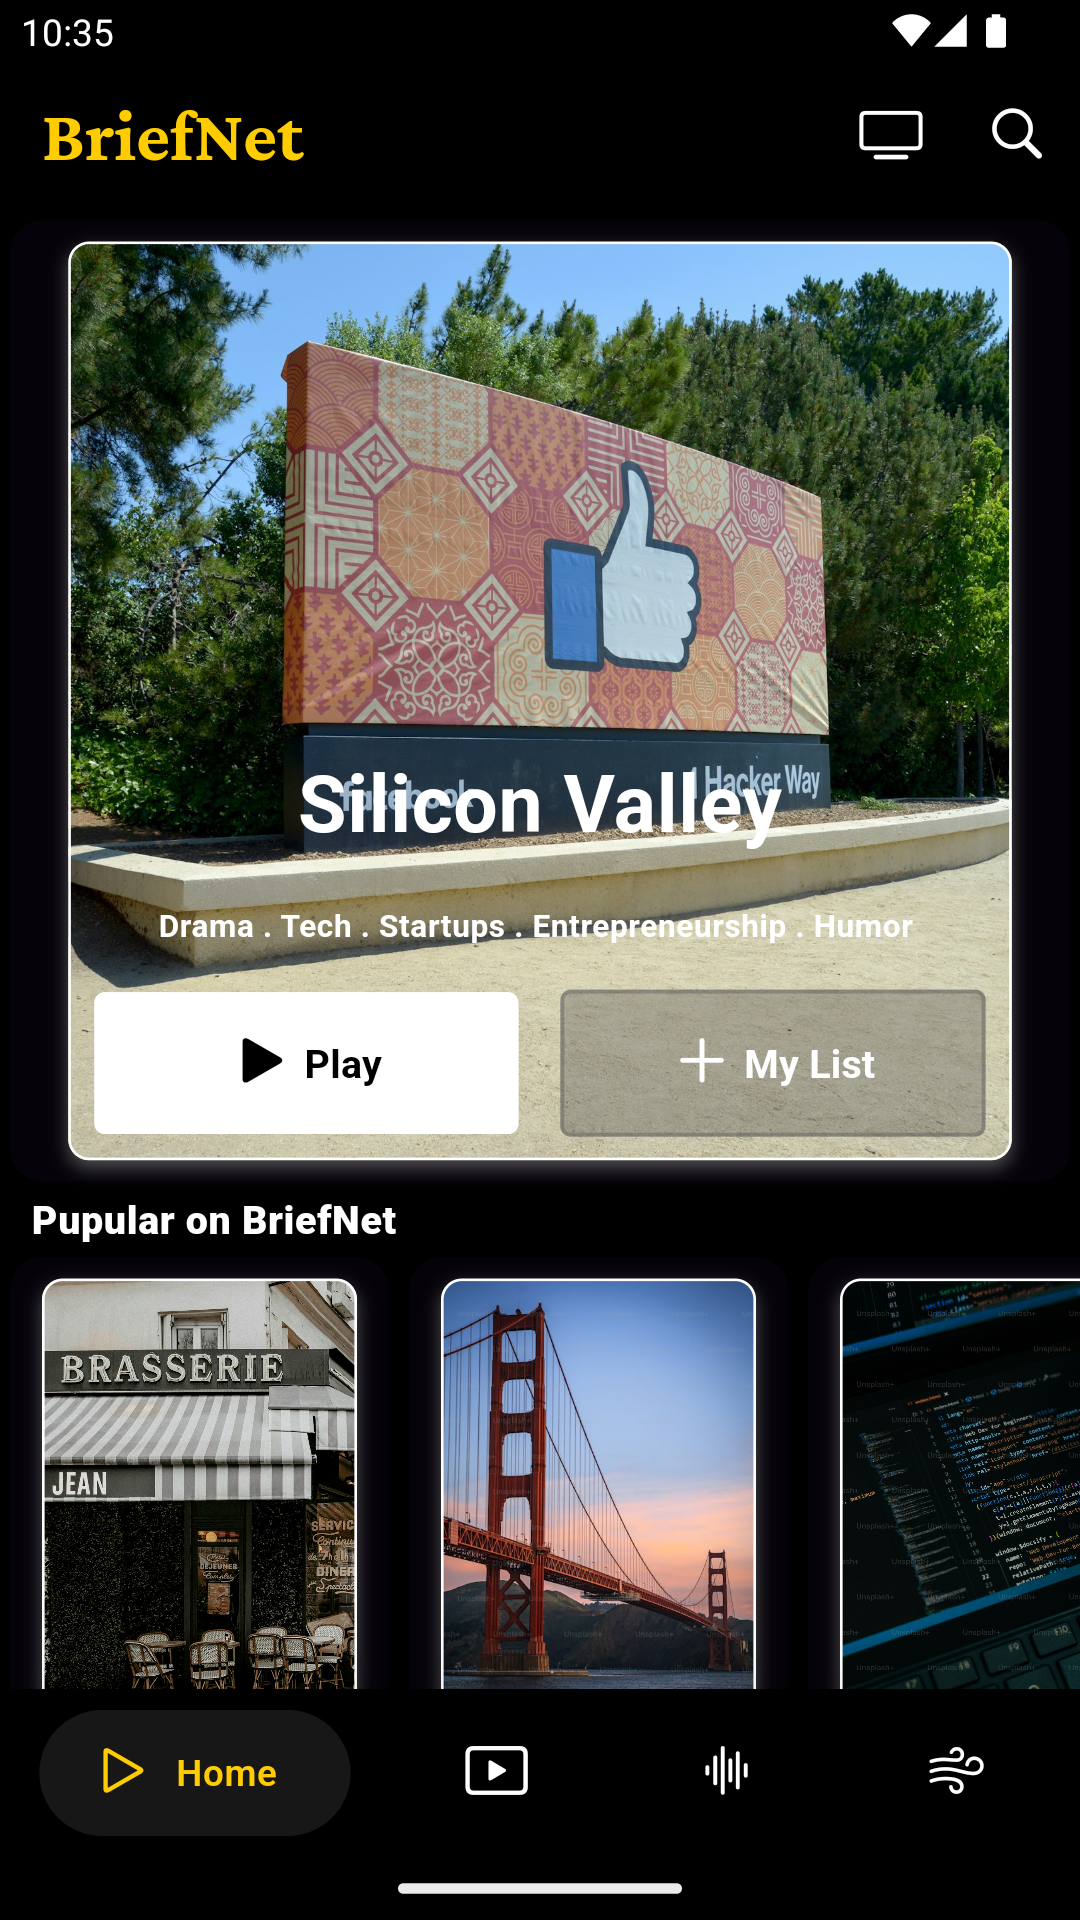 10:35
BriefNet
facebook
1 Hacker Way
Silicon Valley
Drama . Tech . Startups . Entrepreneurship . Humor
Play
My List
Pupular on BriefNet
BRASSERIE
JEAN
Unsplash+
Home